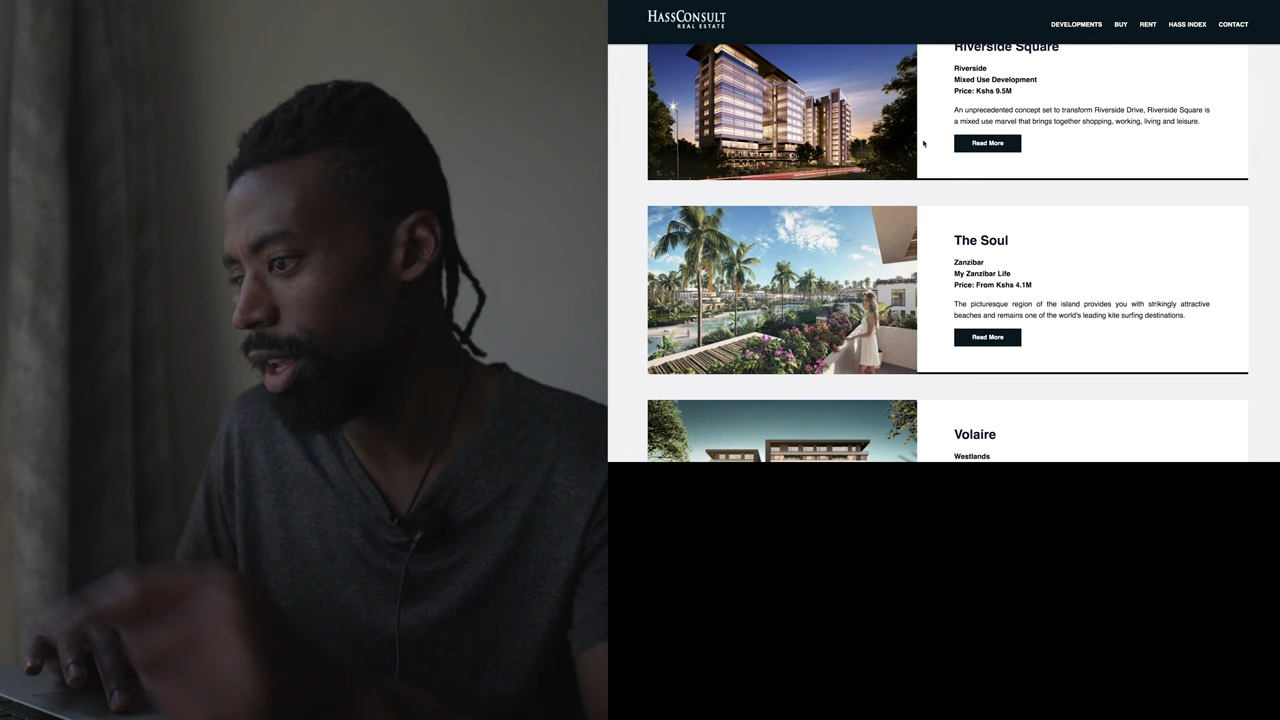 HASSCONSULT
REAL ESTATE
DEVELOPMENTS BUY RENT HASS INDEX CONTACT
Riverside Square
Riverside
Mixed Use Development
Price: Kshs 9.5M
An unprecedented concept set to transform Riverside Drive, Riverside Square is
a mixed use marvel that brings together shopping, working, living and leisure.
Read More
The Soul
Zanzibar
My Zanzibar Life
Price: From Kshs 4.1M
The picturesque region of the island provides you with strikingly attractive
beaches and remains one of the world's leading kite surfing destinations.
Read More
Volaire
Westlands